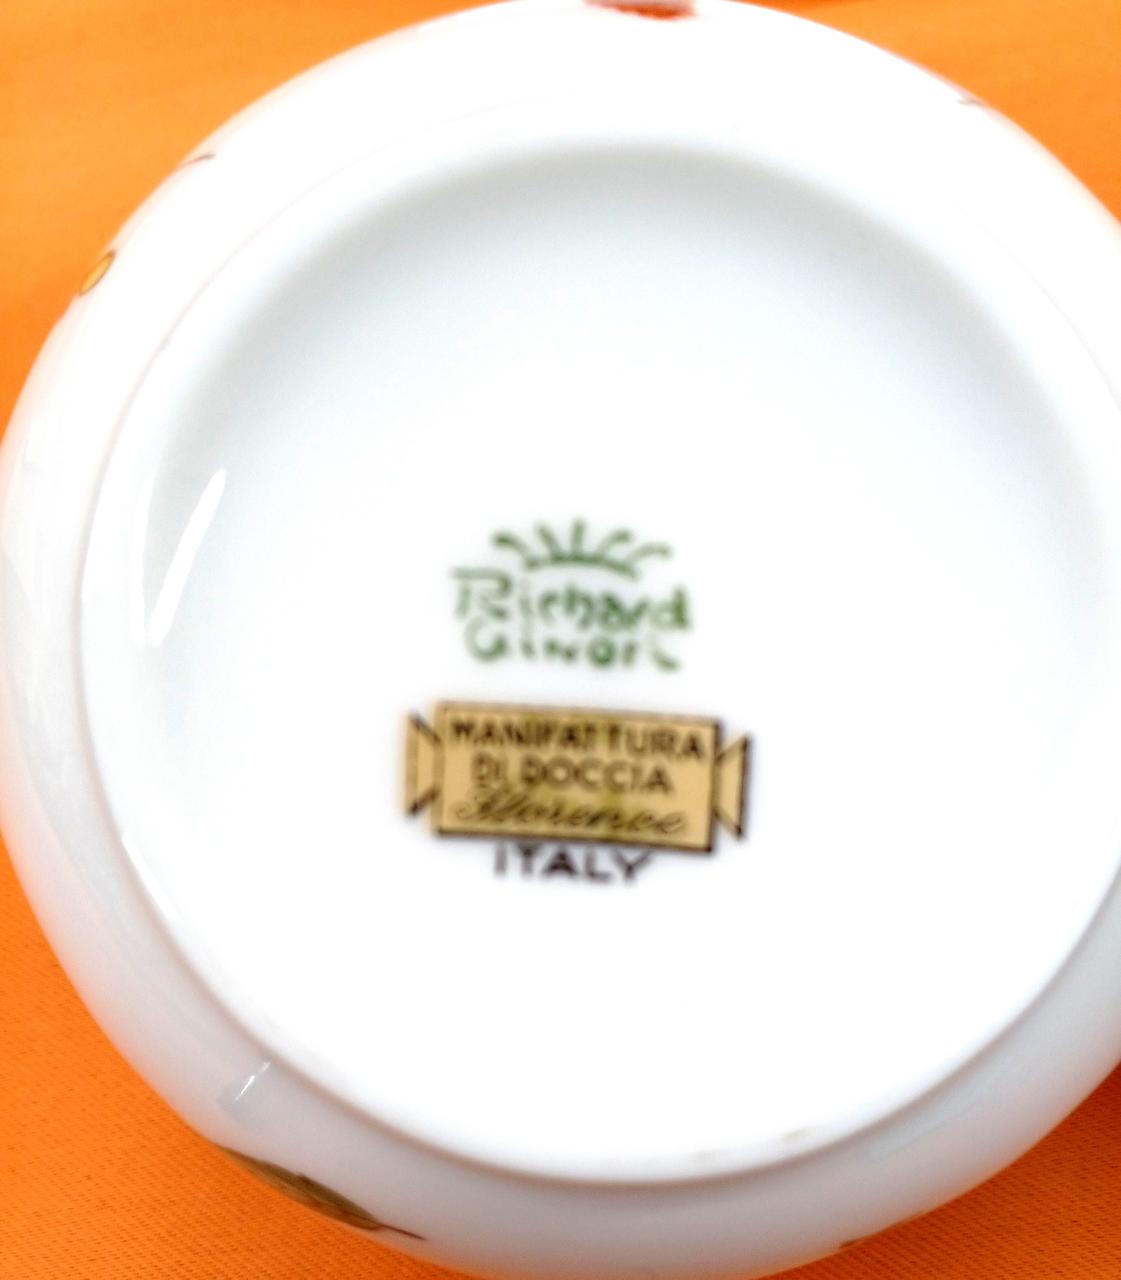 Richard
Ginori
MANIFATTURA
DI DOCCIA
Florence
ITALY